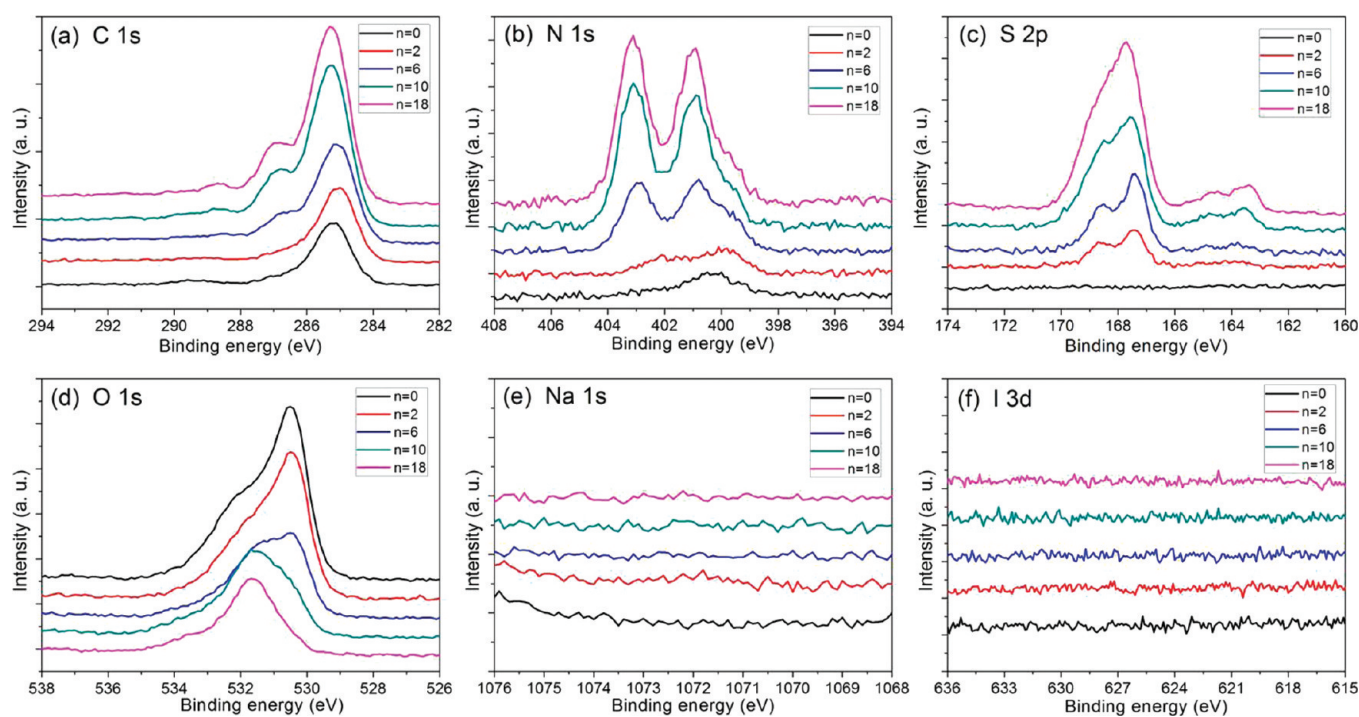 (a) C 1s
n=0
n=2
n=6
n=10
n=18
Intensity (a. u.)
294 292 290 288 286 284 282
Binding energy (eV)
(b) N 1s
n=0
n=2
n=6
n=10
n=18
Intensity (a. u.)
408 406 404 402 400 398 396 394
Binding energy (eV)
(c) S 2p
n=0
n=2
n=6
n=10
n=18
Intensity (a. u.)
174 172 170 168 166 164 162 160
Binding energy (eV)
(d) O 1s
n=0
n=2
n=6
n=10
n=18
Intensity (a. u.)
538 536 534 532 530 528 526
Binding energy (eV)
(e) Na 1s
n=0
n=2
n=6
n=10
n=18
Intensity (a. u.)
1076 1075 1074 1073 1072 1071 1070 1069 1068
Binding energy (eV)
(f) I 3d
n=0
n=2
n=6
n=10
n=18
Intensity (a. u.)
636 633 630 627 624 621 618 615
Binding energy (eV)